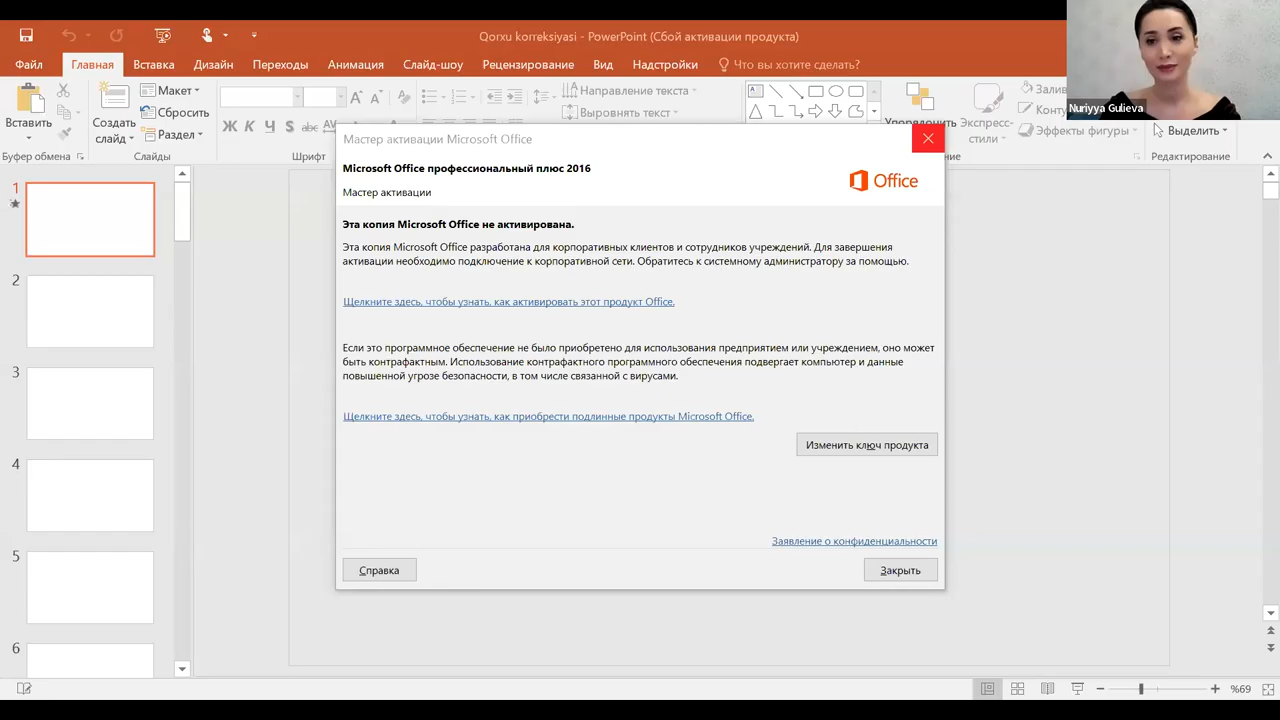 Qorxu korreksiyasi - PowerPoint (Сбой активации продукта)
Файл Главная Вставка Дизайн Переходы Анимация Слайд-шоу Рецензирование Вид Надстройки Что вы хотите сделать?
Nuriyya Gulieva
Вставить
Создать слайд
Макет
Сбросить
Раздел
Ж К Ч S abc AV
Направление текста
Выровнять текст
Упорядочить
Экспресс-стили
Эффекты фигуры
Выделить
Буфер обмена Слайды Шрифт Редактирование
Мастер активации Microsoft Office
Microsoft Office профессиональный плюс 2016
Мастер активации
Office
Эта копия Microsoft Office не активирована.
Эта копия Microsoft Office разработана для корпоративных клиентов и сотрудников учреждений. Для завершения
активации необходимо подключение к корпоративной сети. Обратитесь к системному администратору за помощью.
Щелкните здесь, чтобы узнать, как активировать этот продукт Office.
Если это программное обеспечение не было приобретено для использования предприятием или учреждением, оно может
быть контрафактным. Использование контрафактного программного обеспечения подвергает компьютер и данные
повышенной угрозе безопасности, в том числе связанной с вирусами.
Щелкните здесь, чтобы узнать, как приобрести подлинные продукты Microsoft Office.
Изменить ключ продукта
Заявление о конфиденциальности
Справка
Закрыть
1
2
3
4
5
6
%69